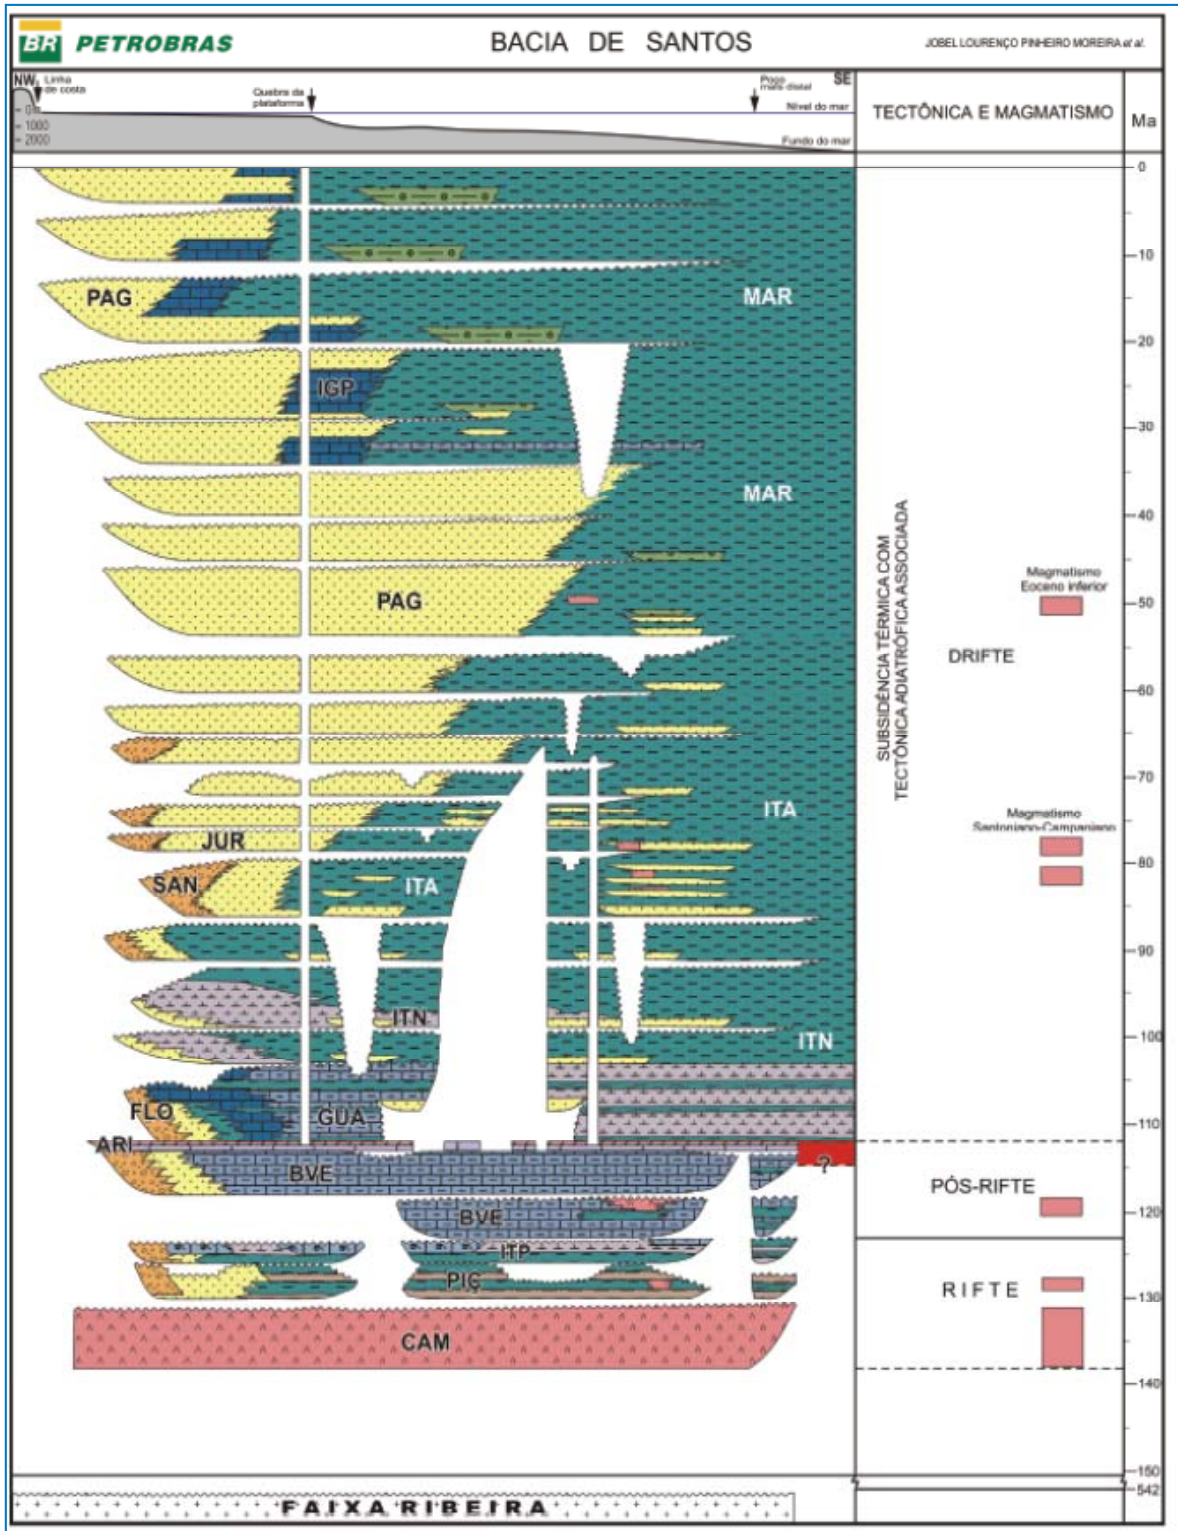 BR PETROBRAS
BACIA DE SANTOS
JOBEL LOURENÇO PINHEIRO MOREIRA et al.
NW
Linha
de costa
Quebra da
plataforma
Poço
mais distal
SE
Nível do mar
0
1000
2000
Fundo do mar
TECTÔNICA E MAGMATISMO
Ma
0
10
PAG
MAR
20
IGP
30
MAR
40
SUBSIDÊNCIA TÉRMICA COM
TECTÔNICA ADIATRÓFICA ASSOCIADA
Magmatismo
Eoceno inferior
PAG
50
DRIFTE
60
70
ITA
Magmatismo
Santoniano-Campaniano
JUR
80
SAN
ITA
90
ITN
ITN
100
FLO
GUA
110
ARI
BVE
?
PÓS-RIFTE
BVE
120
ITP
PIÇ
RIFTE
130
CAM
140
150
542
FAIXA RIBEIRA